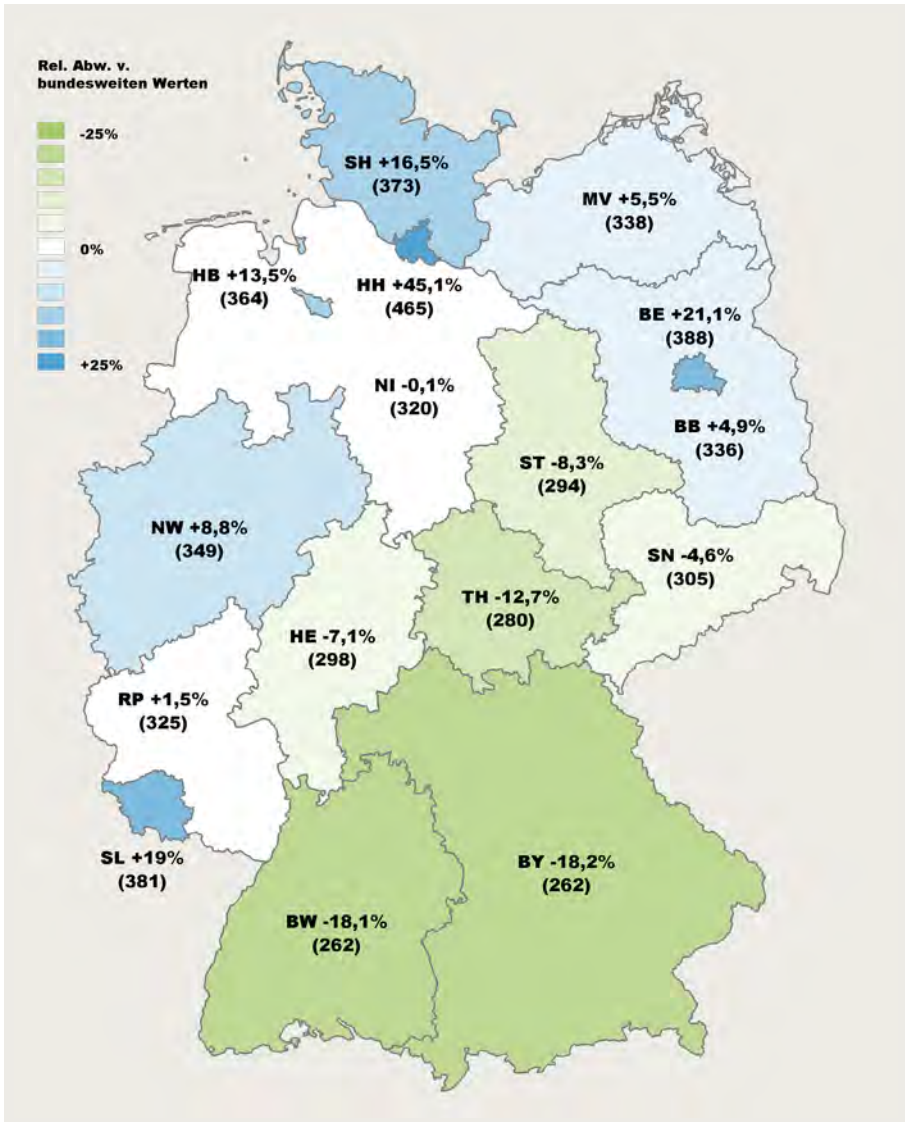 Rel. Abw. v.
bundesweiten Werten
-25%
0%
+25%
SH +16,5%
(373)
MV +5,5%
(338)
HB +13,5%
(364)
HH +45,1%
(465)
BE +21,1%
(388)
NI -0,1%
(320)
BB +4,9%
(336)
ST -8,3%
(294)
NW +8,8%
(349)
SN -4,6%
(305)
TH -12,7%
(280)
HE -7,1%
(298)
RP +1,5%
(325)
SL +19%
(381)
BY -18,2%
(262)
BW -18,1%
(262)